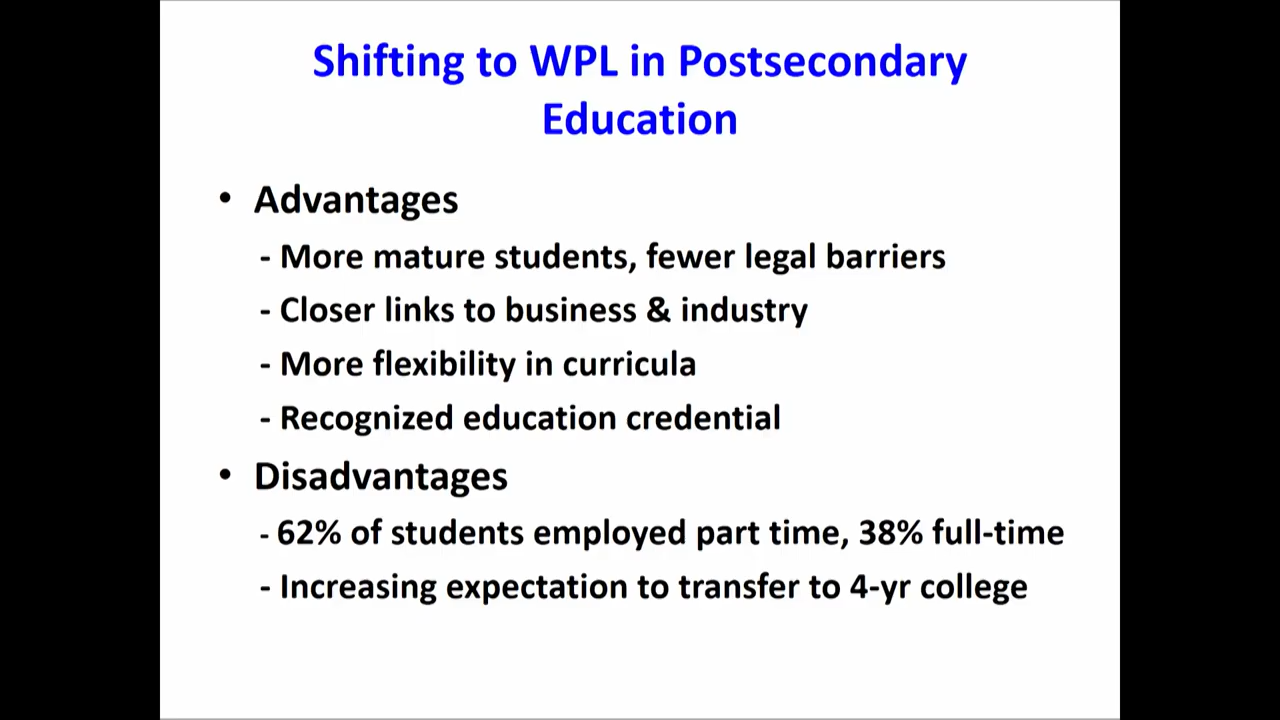 Shifting to WPL in Postsecondary
Education
• Advantages
- More mature students, fewer legal barriers
- Closer links to business & industry
- More flexibility in curricula
- Recognized education credential
• Disadvantages
- 62% of students employed part time, 38% full-time
- Increasing expectation to transfer to 4-yr college